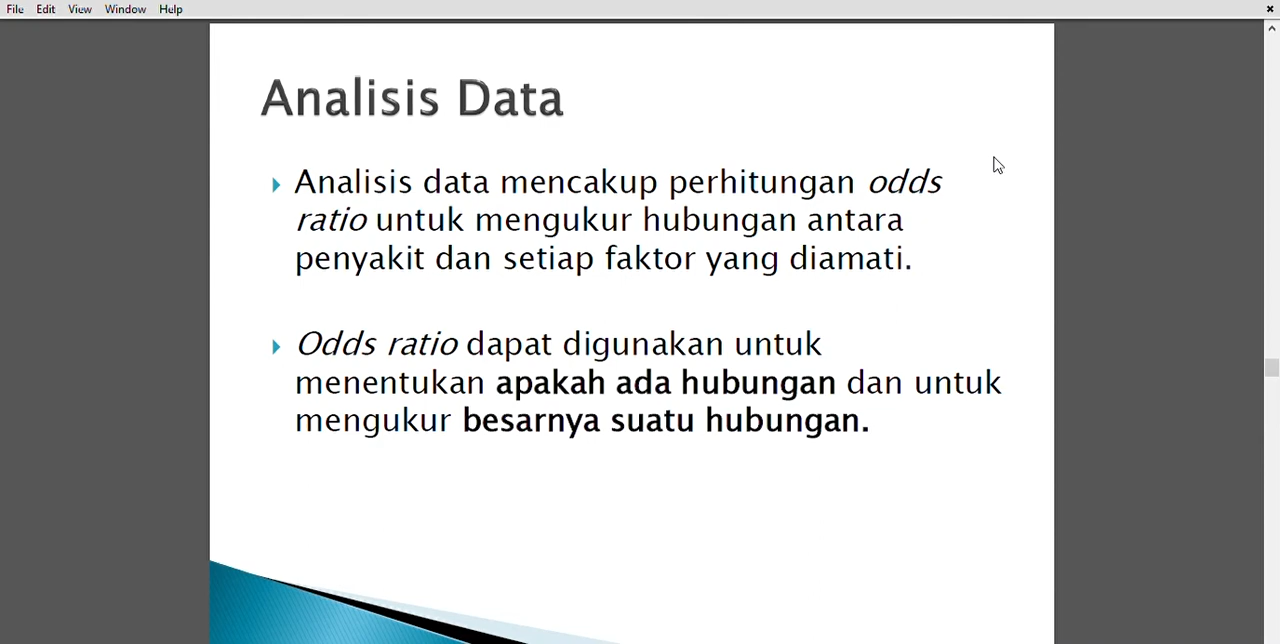 File Edit View Window Help
Analisis Data
Analisis data mencakup perhitungan odds
ratio untuk mengukur hubungan antara
penyakit dan setiap faktor yang diamati.
Odds ratio dapat digunakan untuk
menentukan apakah ada hubungan dan untuk
mengukur besarnya suatu hubungan.